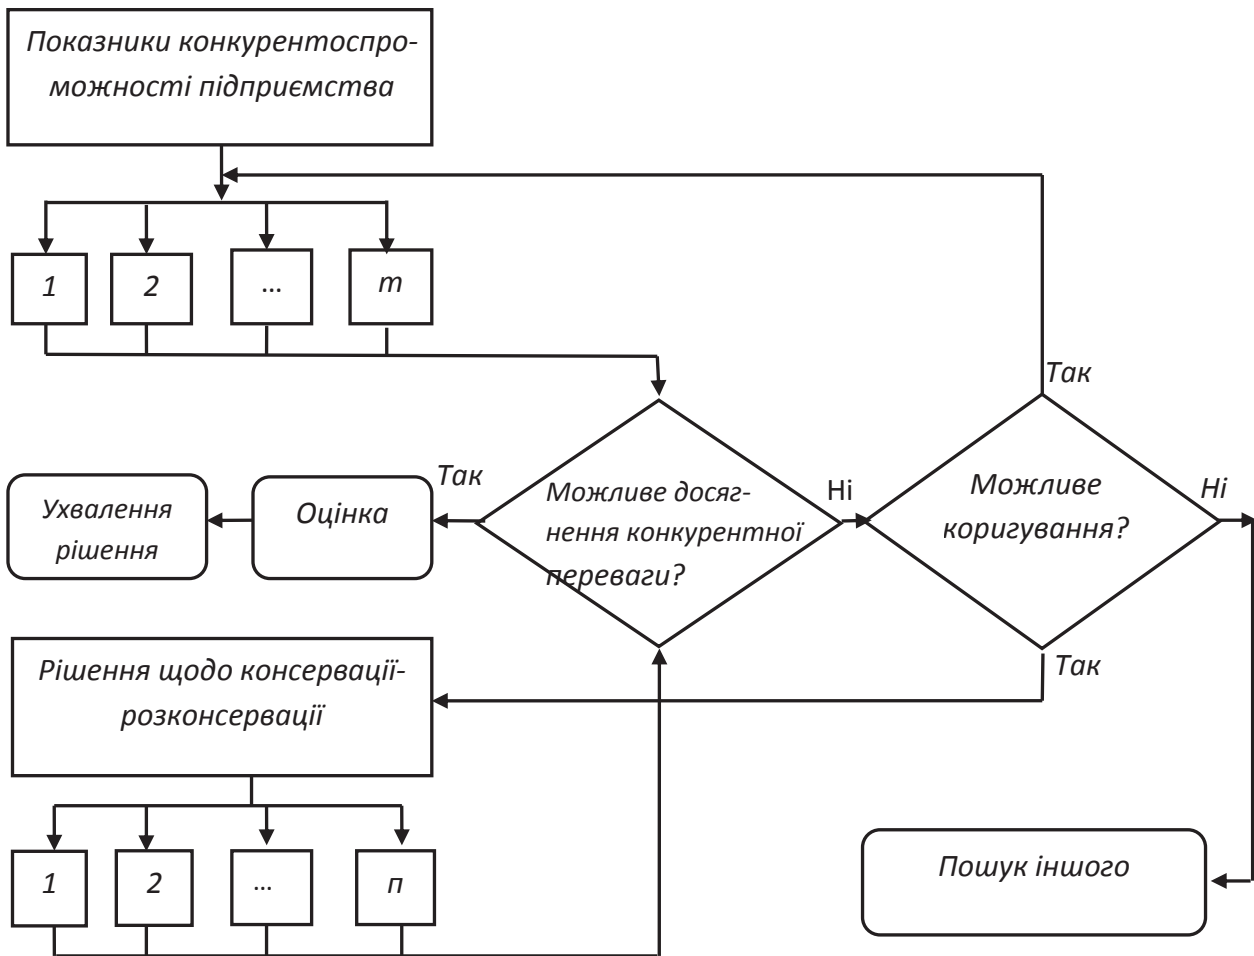 Показники конкурентоспро-
можності підприємства
1
2
...
т
Так
Можливе досяг-
нення конкурентної
переваги?
Ні
Можливе
коригування?
Ні
Так
Так
Оцінка
Ухвалення
рішення
Рішення щодо консервації-
розконсервації
1
2
...
п
Пошук іншого